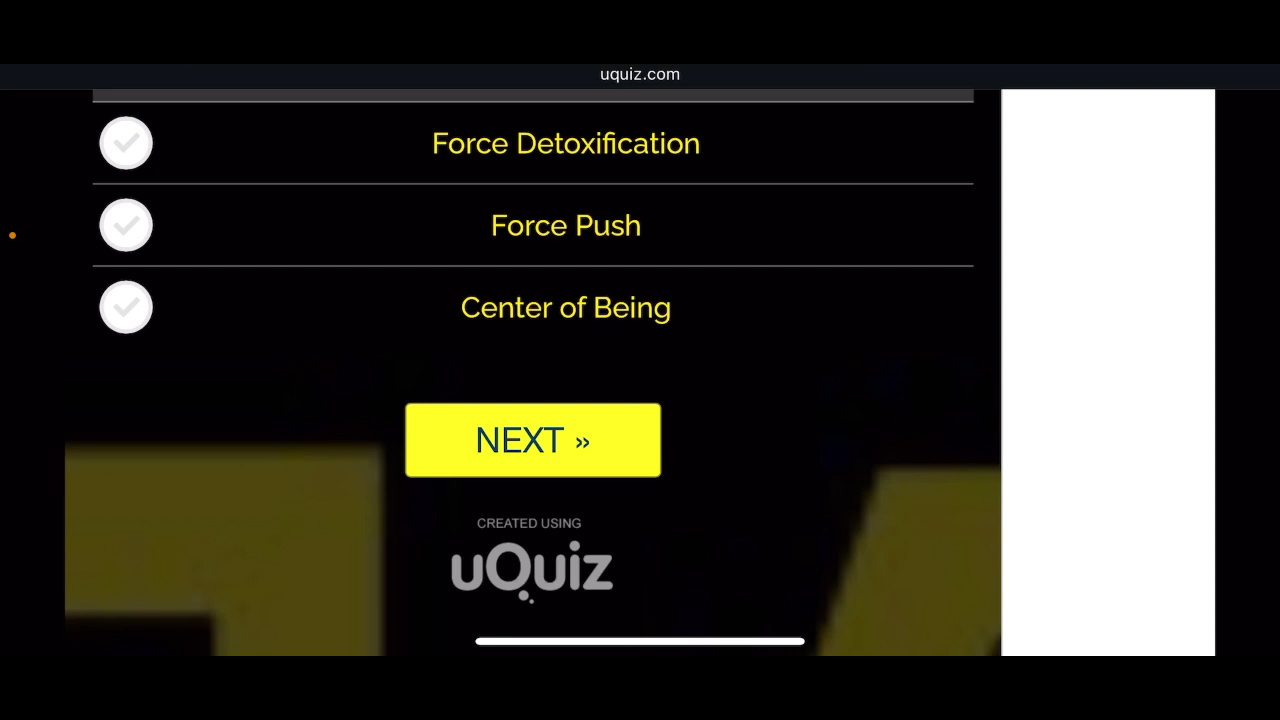 uquiz.com
Force Detoxification
Force Push
Center of Being
NEXT »
CREATED USING
uQuiz